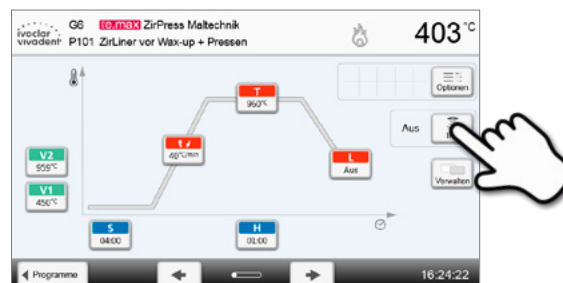 ivoclar vivadent
G6 IPS e.max ZirPress Maltechnik
P101 ZirLiner vor Wax-up + Pressen
403 °C
Optionen
T
960°C
Aus
t
40°C/min
L
Aus
V2
959°C
Verwalten
V1
450°C
S
04:00
H
01:00
Programme
16:24:22